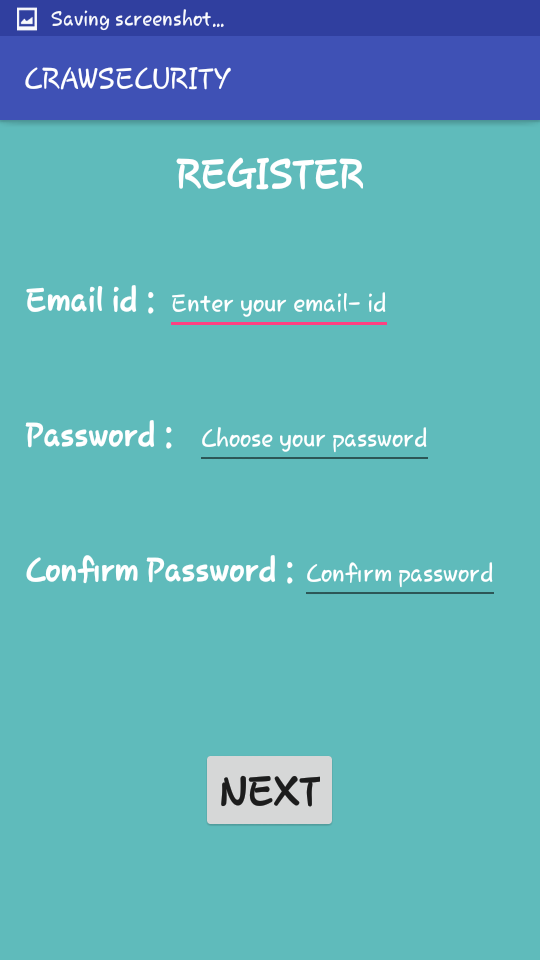 Saving screenshot...
CRAWSECURITY
REGISTER
Email id : Enter your email- id
Password : Choose your password
Confirm Password : Confirm password
NEXT